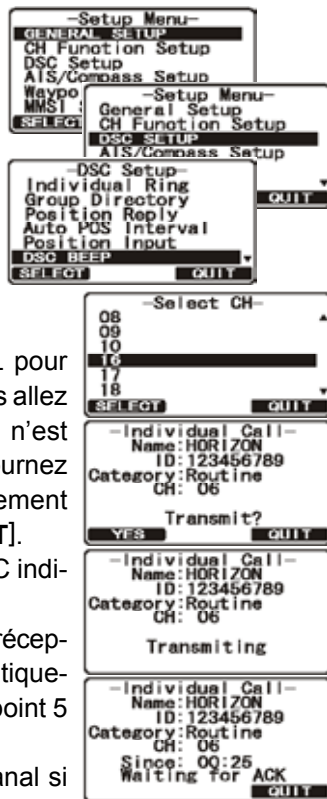 -Setup Menu-
GENERAL SETUP
CH Function Setup
DSC Setup
AIS/Compass Setup
Waypo
MMSI
SELECT
-Setup Menu-
General Setup
CH Function Setup
DSC SETUP
AIS/Compass Setup
QUIT
-DSC Setup-
Individual Ring
Group Directory
Position Reply
Auto POS Interval
Position Input
DSC BEEP
SELECT
QUIT
-Select CH-
08
09
10
16
17
18
SELECT
QUIT
pour
s allez
n'est
ournez
ement
T].
C indi-
récep-
tique-
point 5
anal si
-Individual Call-
Name:HORIZON
ID:123456789
Category:Routine
CH: 06
Transmit?
YES
QUIT
-Individual Call-
Name:HORIZON
ID:123456789
Category:Routine
CH: 06
Transmiting
-Individual Call-
Name:HORIZON
ID:123456789
Category:Routine
CH: 06
Since: 00:25
Waiting for ACK
QUIT